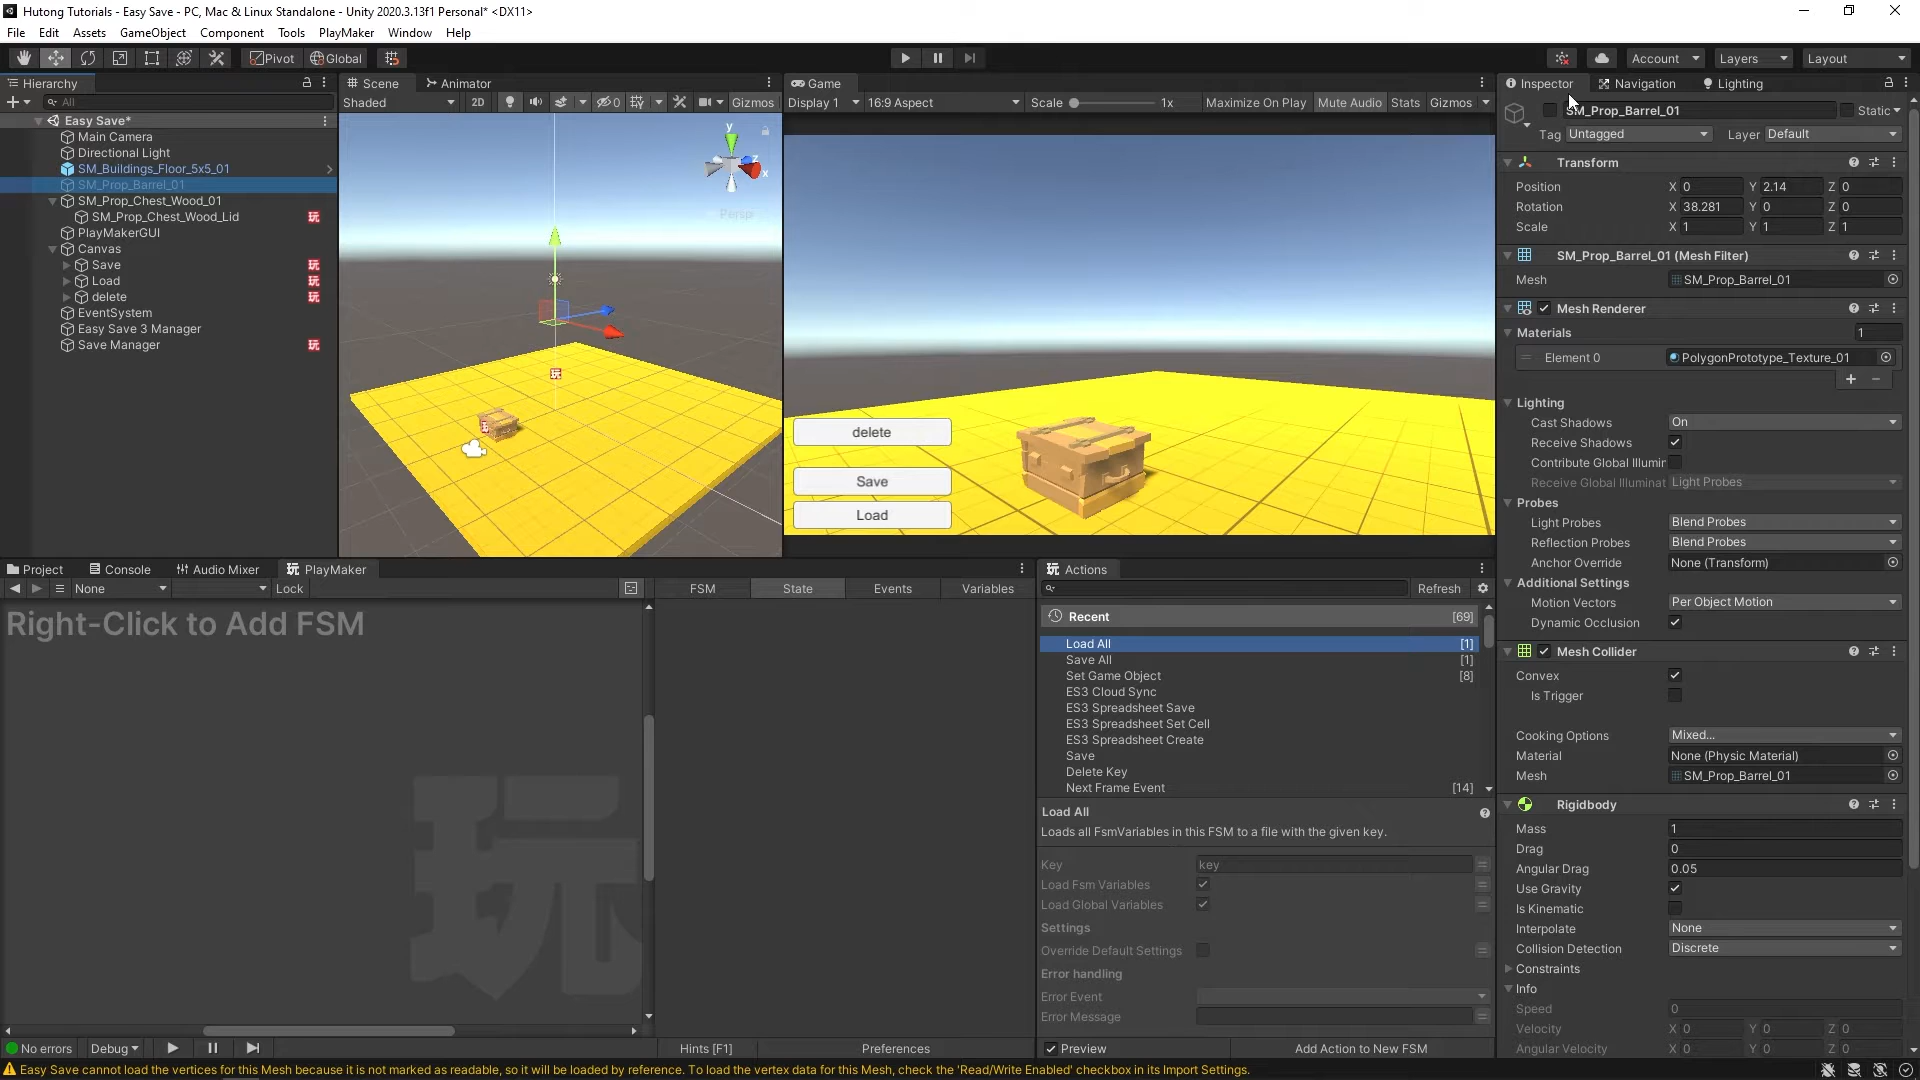 Hutong Tutorials - Easy Save - PC, Mac & Linux Standalone - Unity 2020.3.13f1 Personal* <DX11>
File Edit Assets GameObject Component Tools PlayMaker Window Help
Pivot Global Account Layers Layout
Hierarchy
All
Easy Save*
Main Camera
Directional Light
SM_Buildings_Floor_5x5_01
SM_Prop_Barrel_01
SM_Prop_Chest_Wood_01
SM_Prop_Chest_Wood_Lid 玩
PlayMakerGUI
Canvas
Save 玩
Load 玩
delete 玩
EventSystem
Easy Save 3 Manager
Save Manager 玩
Scene Animator
Shaded 2D 0 Gizmos
y
x
z
Persp
玩
Game
Display 1 16:9 Aspect Scale 1x Maximize On Play Mute Audio Stats Gizmos
delete
Save
Load
Project Console Audio Mixer 玩 PlayMaker
None Lock FSM State Events Variables
Right-Click to Add FSM
玩
No errors Debug Hints [F1] Preferences
玩 Actions
Refresh
Recent [69]
Load All [1]
Save All [1]
Set Game Object [8]
ES3 Cloud Sync
ES3 Spreadsheet Save
ES3 Spreadsheet Set Cell
ES3 Spreadsheet Create
Save
Delete Key
Next Frame Event [14]
Load All
Loads all FsmVariables in this FSM to a file with the given key.
Key key
Load Fsm Variables
Load Global Variables
Settings
Override Default Settings
Error handling
Error Event
Error Message
Preview Add Action to New FSM
Inspector Navigation Lighting
SM_Prop_Barrel_01 Static
Tag Untagged Layer Default
Transform
Position X 0 Y 2.14 Z 0
Rotation X 38.281 Y 0 Z 0
Scale X 1 Y 1 Z 1
SM_Prop_Barrel_01 (Mesh Filter)
Mesh SM_Prop_Barrel_01
Mesh Renderer
Materials 1
Element 0 PolygonPrototype_Texture_01
Lighting
Cast Shadows On
Receive Shadows
Contribute Global Illumir
Receive Global Illuminat Light Probes
Probes
Light Probes Blend Probes
Reflection Probes Blend Probes
Anchor Override None (Transform)
Additional Settings
Motion Vectors Per Object Motion
Dynamic Occlusion
Mesh Collider
Convex
Is Trigger
Cooking Options Mixed...
Material None (Physic Material)
Mesh SM_Prop_Barrel_01
Rigidbody
Mass 1
Drag 0
Angular Drag 0.05
Use Gravity
Is Kinematic
Interpolate None
Collision Detection Discrete
Constraints
Info
Speed 0
Velocity X 0 Y 0 Z 0
Angular Velocity X 0 Y 0 Z 0
Easy Save cannot load the vertices for this Mesh because it is not marked as readable, so it will be loaded by reference. To load the vertex data for this Mesh, check the 'Read/Write Enabled' checkbox in its Import Settings.